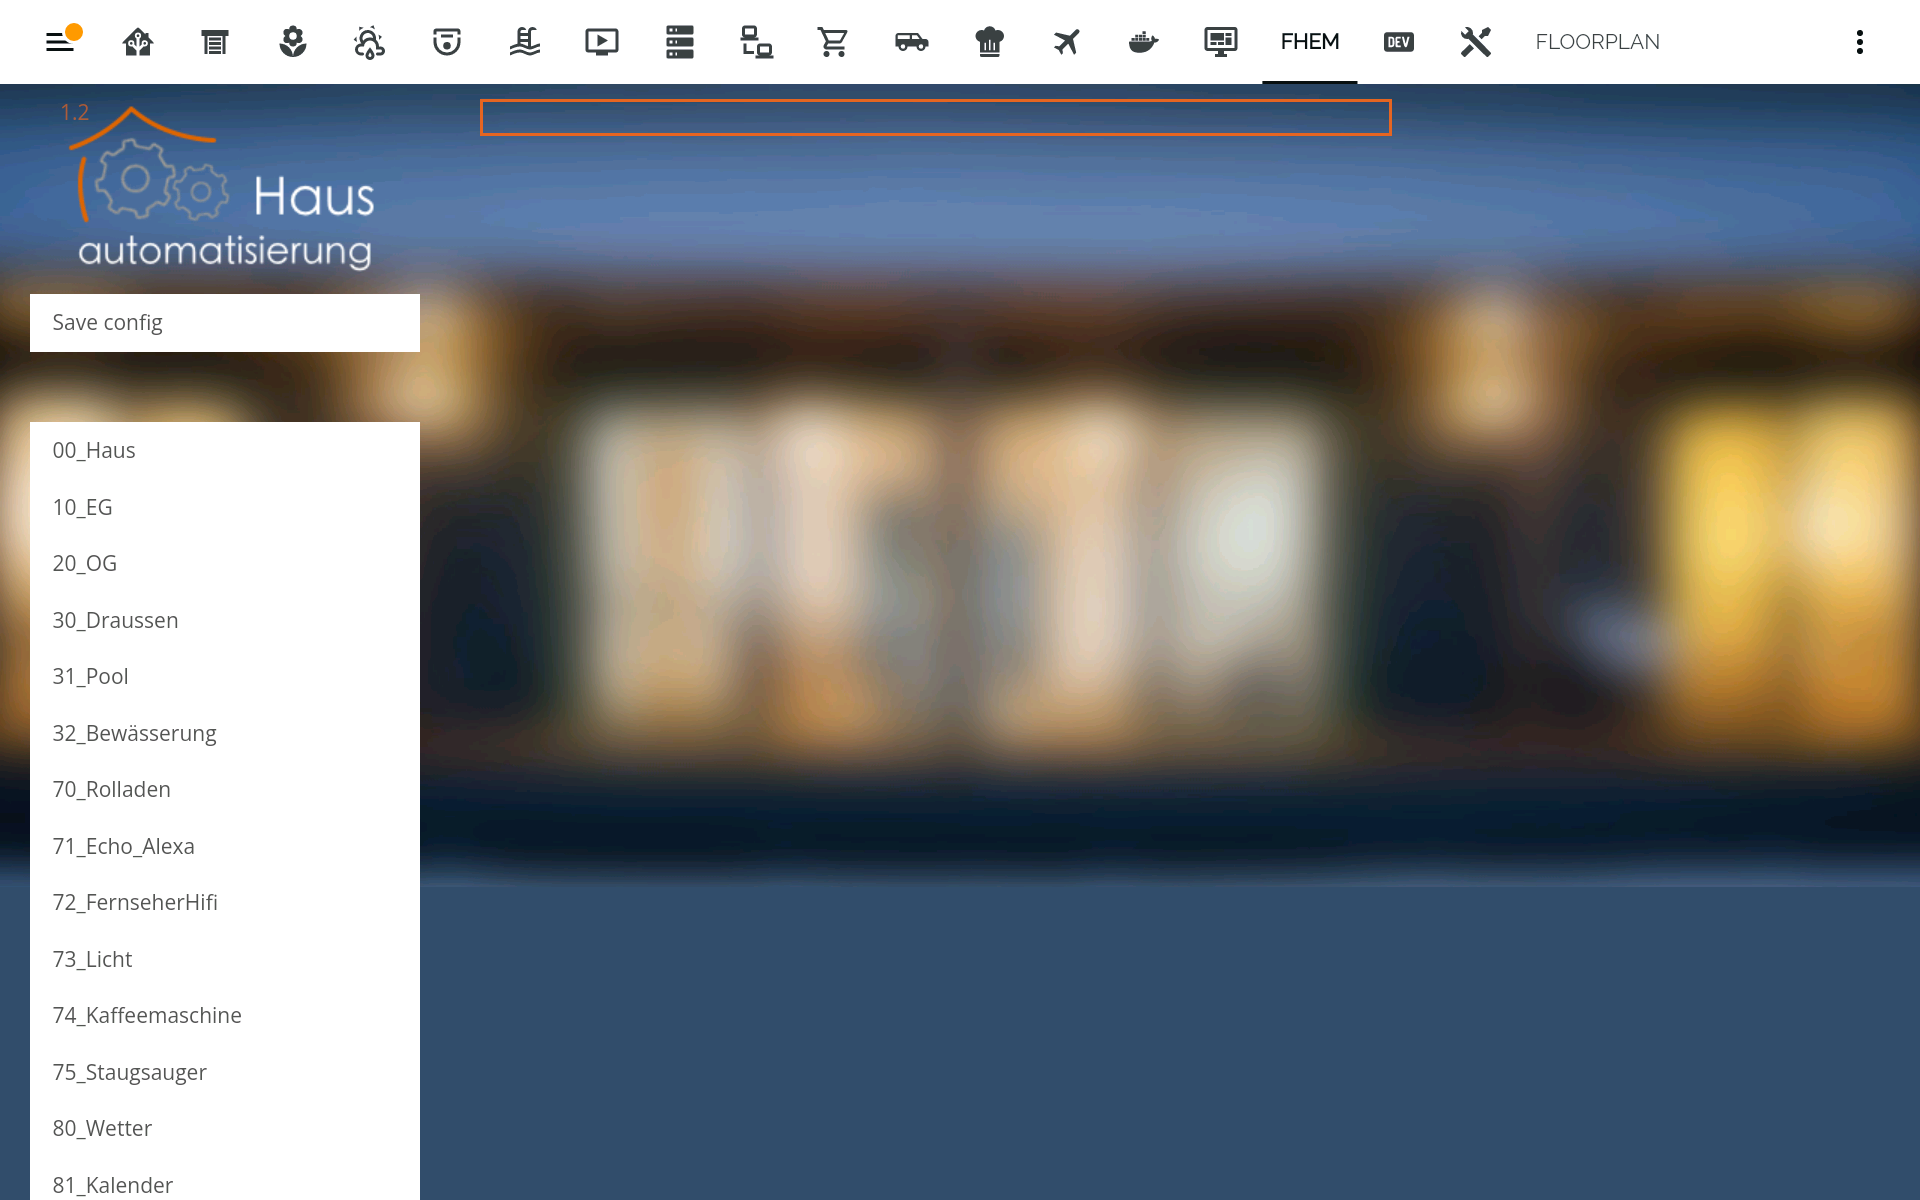 FHEM
DEV
FLOORPLAN
1.2
Haus
automatisierung
Save config
00_Haus
10_EG
20_OG
30_Draussen
31_Pool
32_Bewässerung
70_Rolladen
71_Echo_Alexa
72_FernseherHifi
73_Licht
74_Kaffeemaschine
75_Staugsauger
80_Wetter
81_Kalender